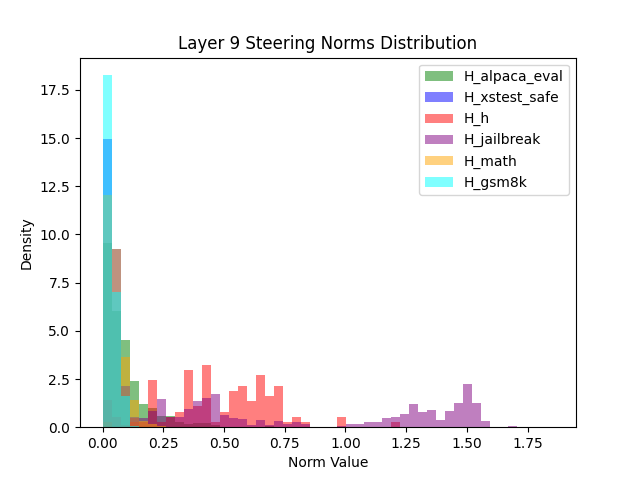 Layer 9 Steering Norms Distribution
H_alpaca_eval
H_xstest_safe
H_h
H_jailbreak
H_math
H_gsm8k
Density
17.5
15.0
12.5
10.0
7.5
5.0
2.5
0.0
0.00 0.25 0.50 0.75 1.00 1.25 1.50 1.75
Norm Value